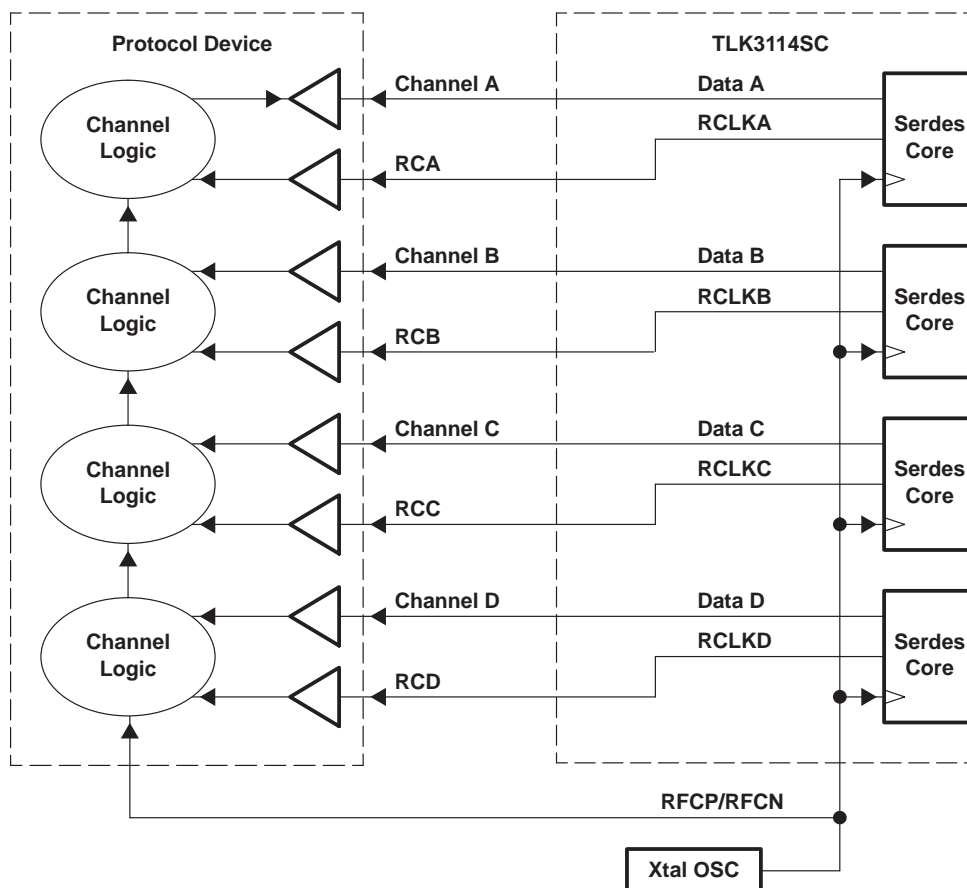 Protocol Device
TLK3114SC
Channel A
Data A
Channel
Logic
RCLKA
Serdes
Core
RCA
Channel B
Data B
Channel
Logic
RCLKB
Serdes
Core
RCB
Channel C
Data C
Channel
Logic
RCLKC
Serdes
Core
RCC
Channel D
Data D
Channel
Logic
RCLKD
Serdes
Core
RCD
RFCP/RFCN
Xtal OSC